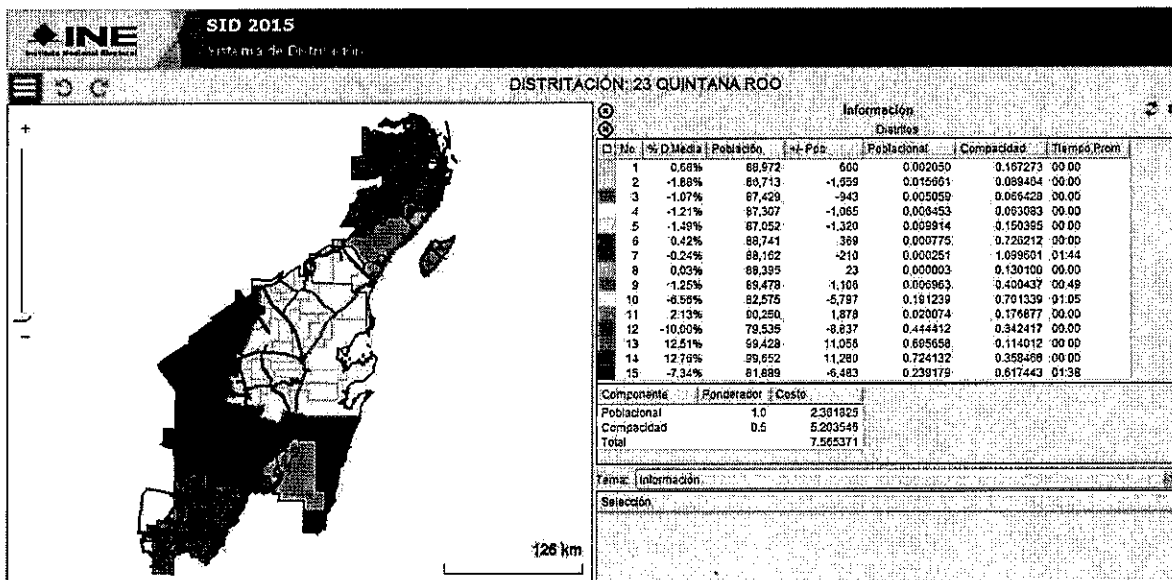 INE
Instituto Nacional Electoral
SID 2015
Sistema de Distritación
DISTRITACIÓN: 23 QUINTANA ROO
Información
Distritos
No. % D.Media Población +/- Pob. Poblacional Compacidad Tiempo Prom
1 0.68% 88,972 600 0.002050 0.167273 00:00
2 -1.88% 86,713 -1,659 0.015661 0.089464 00:00
3 -1.07% 87,429 -943 0.005059 0.066428 00:00
4 -1.21% 87,307 -1,065 0.006453 0.063083 00:00
5 -1.49% 87,052 -1,320 0.009914 0.150395 00:00
6 0.42% 88,741 369 0.000775 0.726212 00:00
7 -0.24% 88,162 -210 0.000251 1.099601 01:44
8 0.03% 88,395 23 0.000003 0.130100 00:00
9 1.25% 89,478 1,106 0.006963 0.400437 00:49
10 -6.56% 82,575 -5,797 0.191239 0.701339 01:05
11 2.13% 90,250 1,878 0.020074 0.176877 00:00
12 -10.00% 79,535 -8,837 0.444412 0.342417 00:00
13 12.51% 99,428 11,056 0.695658 0.114012 00:00
14 12.76% 99,652 11,280 0.724132 0.358466 00:00
15 -7.34% 81,889 -6,483 0.239179 0.617443 01:38
Componente Ponderador Costo
Poblacional 1.0 2.361825
Compacidad 0.5 5.203546
Total 7.565371
Tema: Información
Selección
126 km